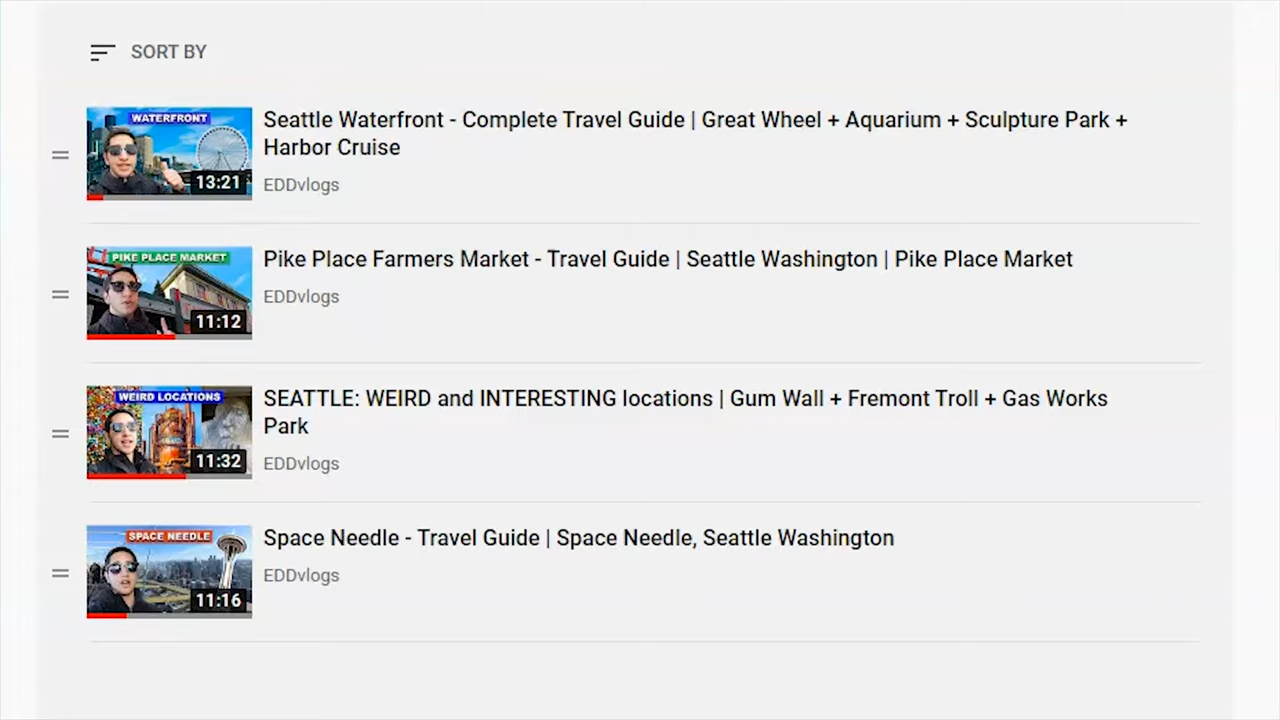 SORT BY
WATERFRONT
13:21
Seattle Waterfront - Complete Travel Guide | Great Wheel + Aquarium + Sculpture Park +
Harbor Cruise
EDDvlogs
PIKE PLACE MARKET
11:12
Pike Place Farmers Market - Travel Guide | Seattle Washington | Pike Place Market
EDDvlogs
WEIRD LOCATIONS
11:32
SEATTLE: WEIRD and INTERESTING locations | Gum Wall + Fremont Troll + Gas Works
Park
EDDvlogs
SPACE NEEDLE
11:16
Space Needle - Travel Guide | Space Needle, Seattle Washington
EDDvlogs